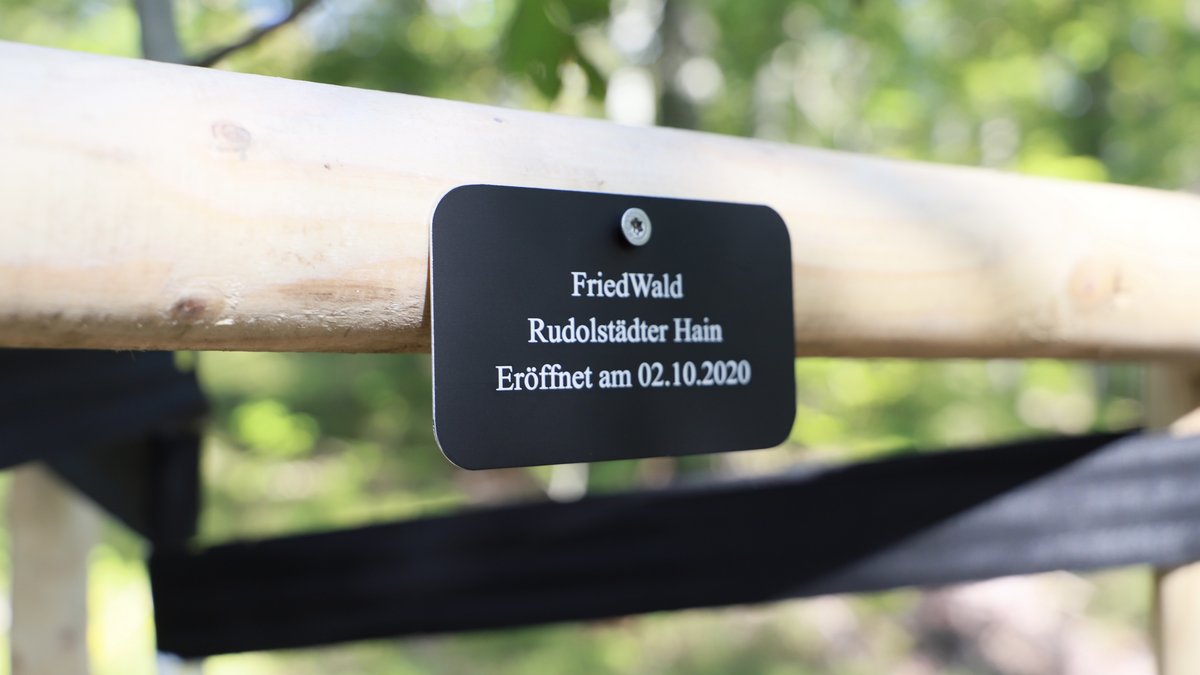 FriedWald
Rudolstädter Hain
Eröffnet am 02.10.2020